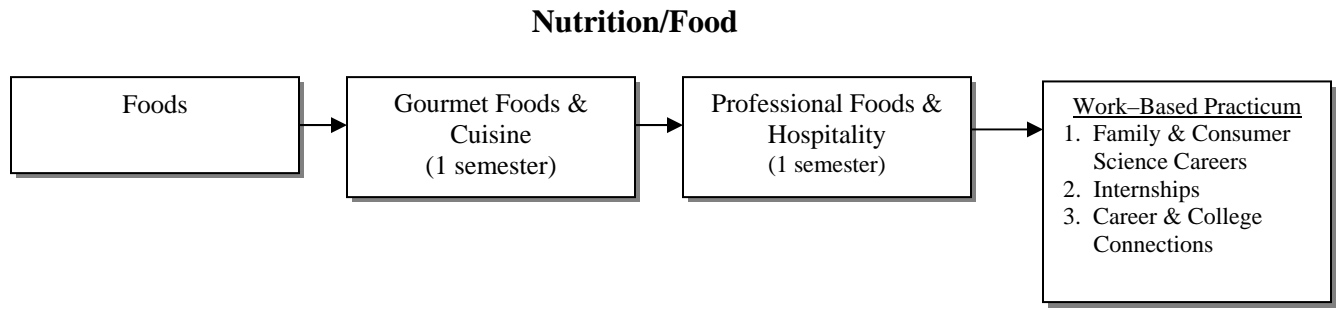 Nutrition/Food
Foods
Gourmet Foods &
Cuisine
(1 semester)
Professional Foods &
Hospitality
(1 semester)
Work–Based Practicum
1. Family & Consumer
Science Careers
2. Internships
3. Career & College
Connections